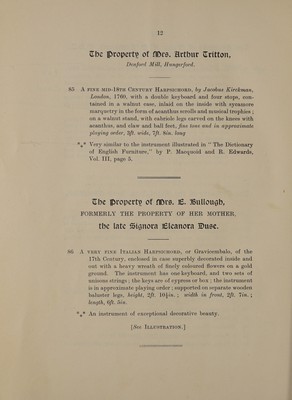 12
The Property of Mrs. Arthur Tritton,
Denford Mill, Hungerford.
85 A FINE MID-18TH CENTURY HARPSICHORD, by Jacobus Kirckman,
London, 1760, with a double keyboard and four stops, con-
tained in a walnut case, inlaid on the inside with sycamore
marquetry in the form of acanthus scrolls and musical trophies;
on a walnut stand, with cabriole legs carved on the knees with
acanthus, and claw and ball feet, fine tone and in approximate
playing order, 3ft. wide, 7ft. 8in. long
*⁎* Very similar to the instrument illustrated in "The Dictionary
of English Furniture," by P. Macquoid and R. Edwards,
Vol. III, page 5.
The Property of Mrs. E. Bullough,
FORMERLY THE PROPERTY OF HER MOTHER,
the late Signora Eleanora Duse.
86 A VERY FINE ITALIAN HARPSICHORD, or Gravicembalo, of the
17th Century, enclosed in case superbly decorated inside and
out with a heavy wreath of finely coloured flowers on a gold
ground. The instrument has one keyboard, and two sets of
unisons strings; the keys are of cypress or box; the instrument
is in approximate playing order; supported on separate wooden
baluster legs, height, 2ft. 10½in.; width in front, 2ft. 7in.;
length, 6ft. 5in.
*⁎* An instrument of exceptional decorative beauty.
[See ILLUSTRATION.]